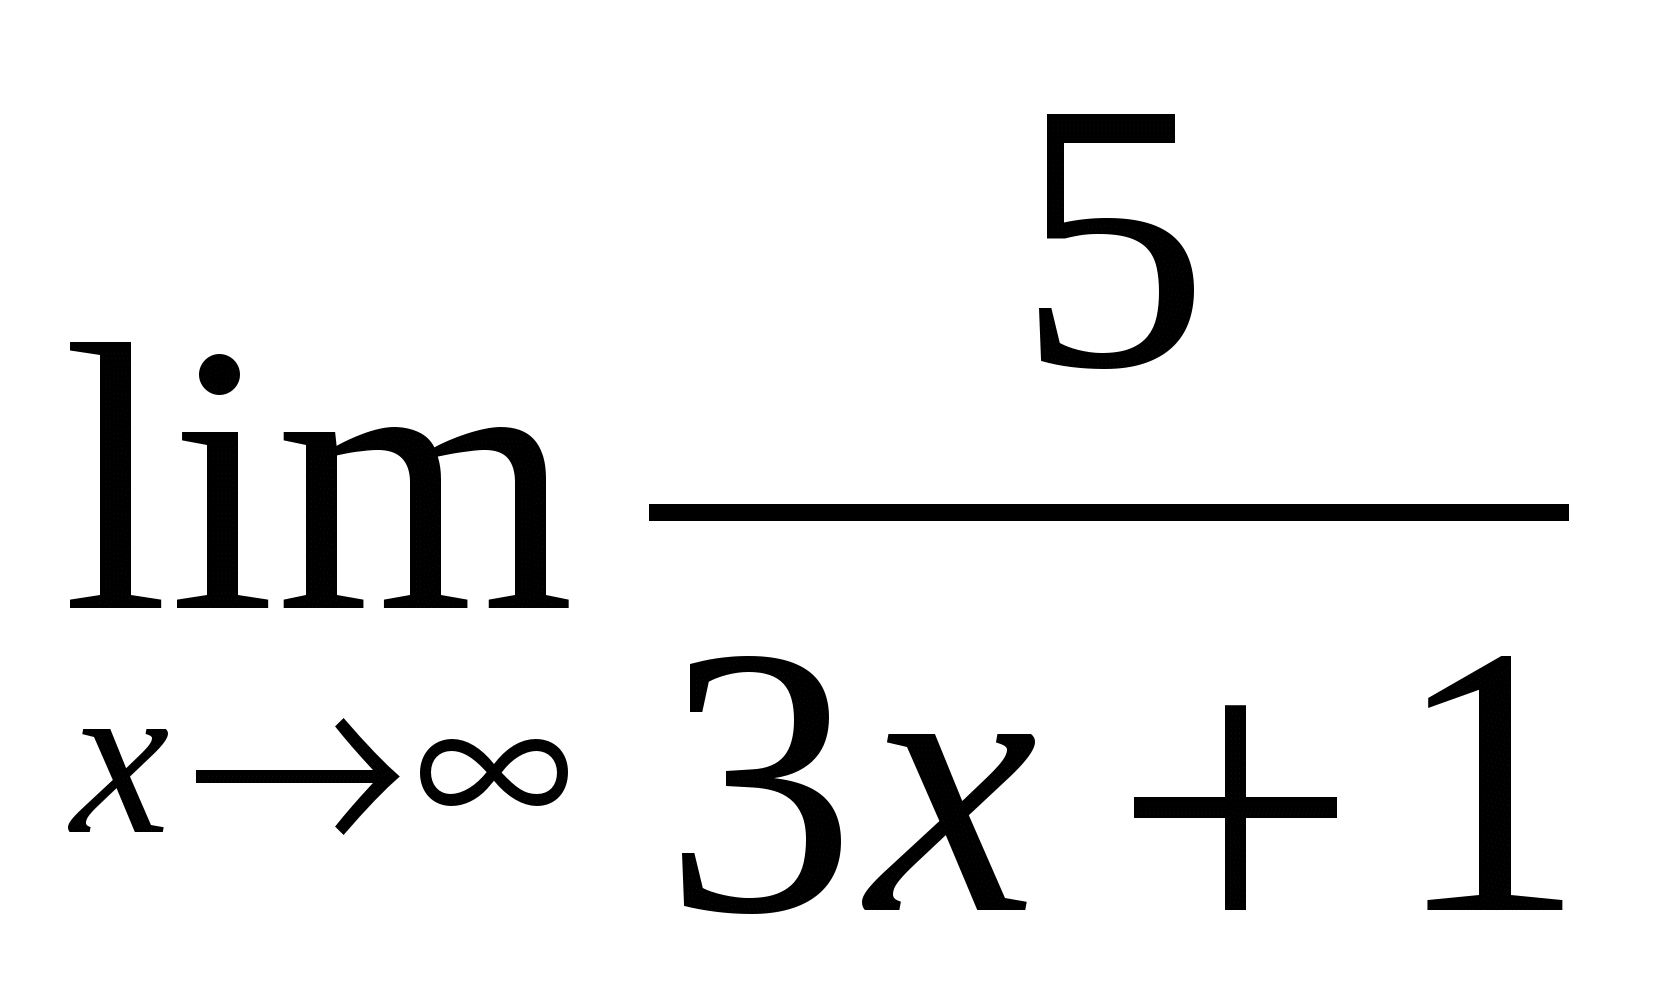 lim 5
x→∞ 3x + 1